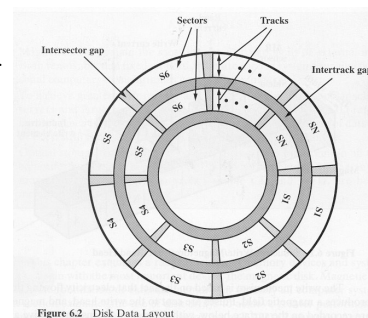 Sectors
Tracks
Intersector gap
Intertrack gap
S6
• • •
S6
• • •
SN
SN
S5
S5
S1
S1
S4
S4
S3
S2
S3
S2
Figure 6.2 Disk Data Layout